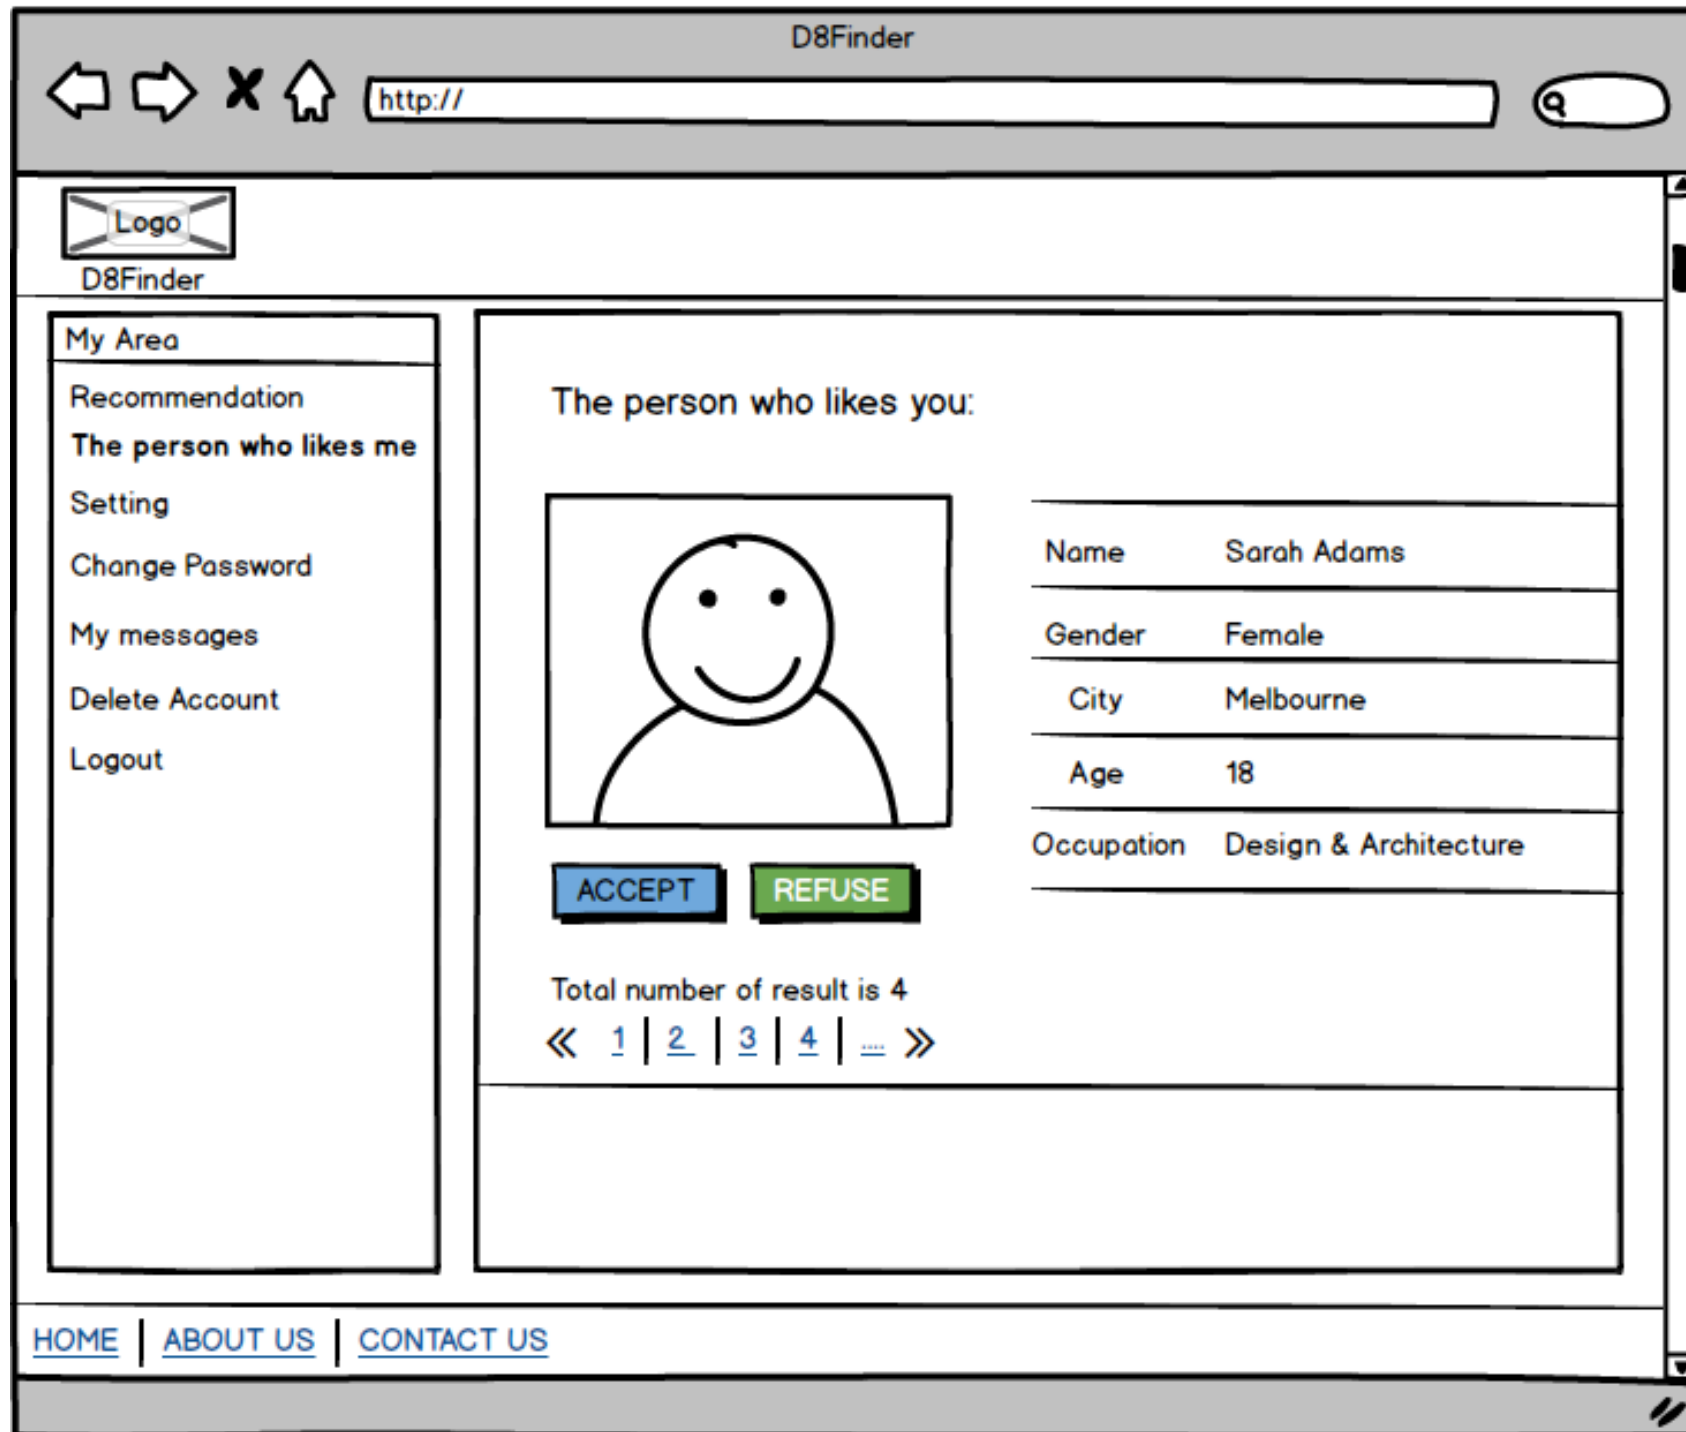 D8Finder
http://
Logo
D8Finder
My Area
Recommendation
The person who likes me
Setting
Change Password
My messages
Delete Account
Logout
The person who likes you:
Name Sarah Adams
Gender Female
City Melbourne
Age 18
Occupation Design & Architecture
ACCEPT REFUSE
Total number of result is 4
« 1 | 2 | 3 | 4 | .... »
HOME | ABOUT US | CONTACT US